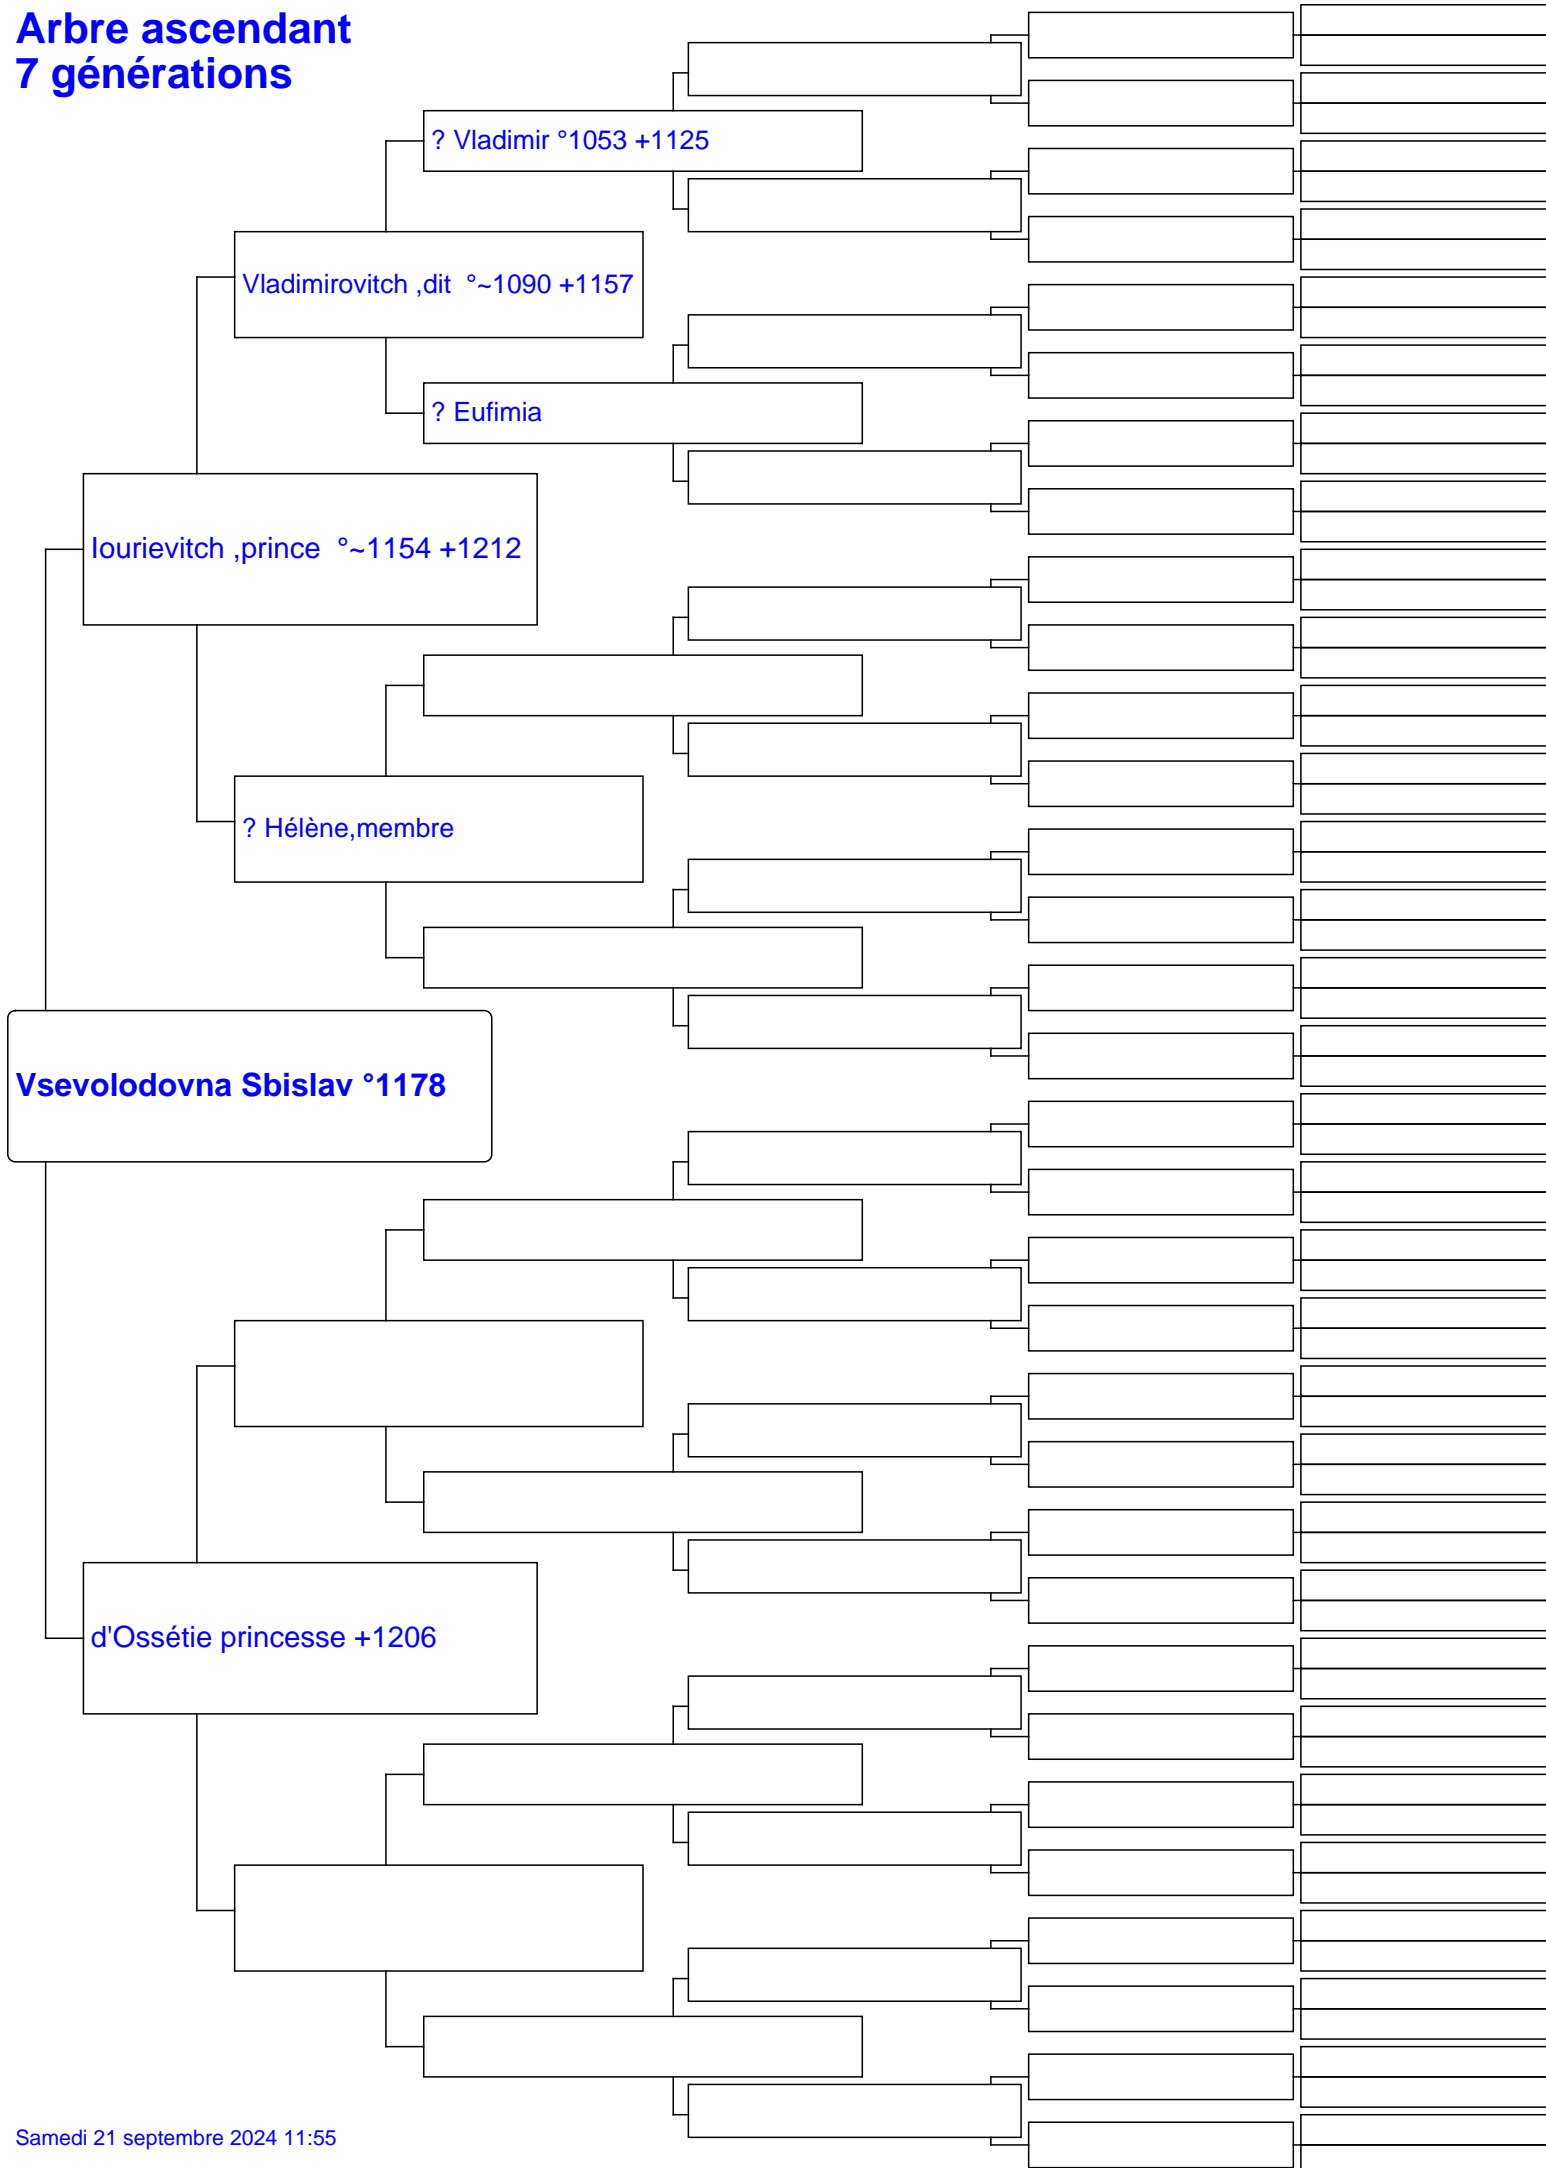 Arbre ascendant
7 générations
? Vladimir °1053 +1125
Vladimirovitch ,dit  °~1090 +1157
? Eufimia
Iourievitch ,prince  °~1154 +1212
? Hélène,membre
Vsevolodovna Sbislav °1178
d'Ossétie princesse +1206
Samedi 21 septembre 2024 11:55